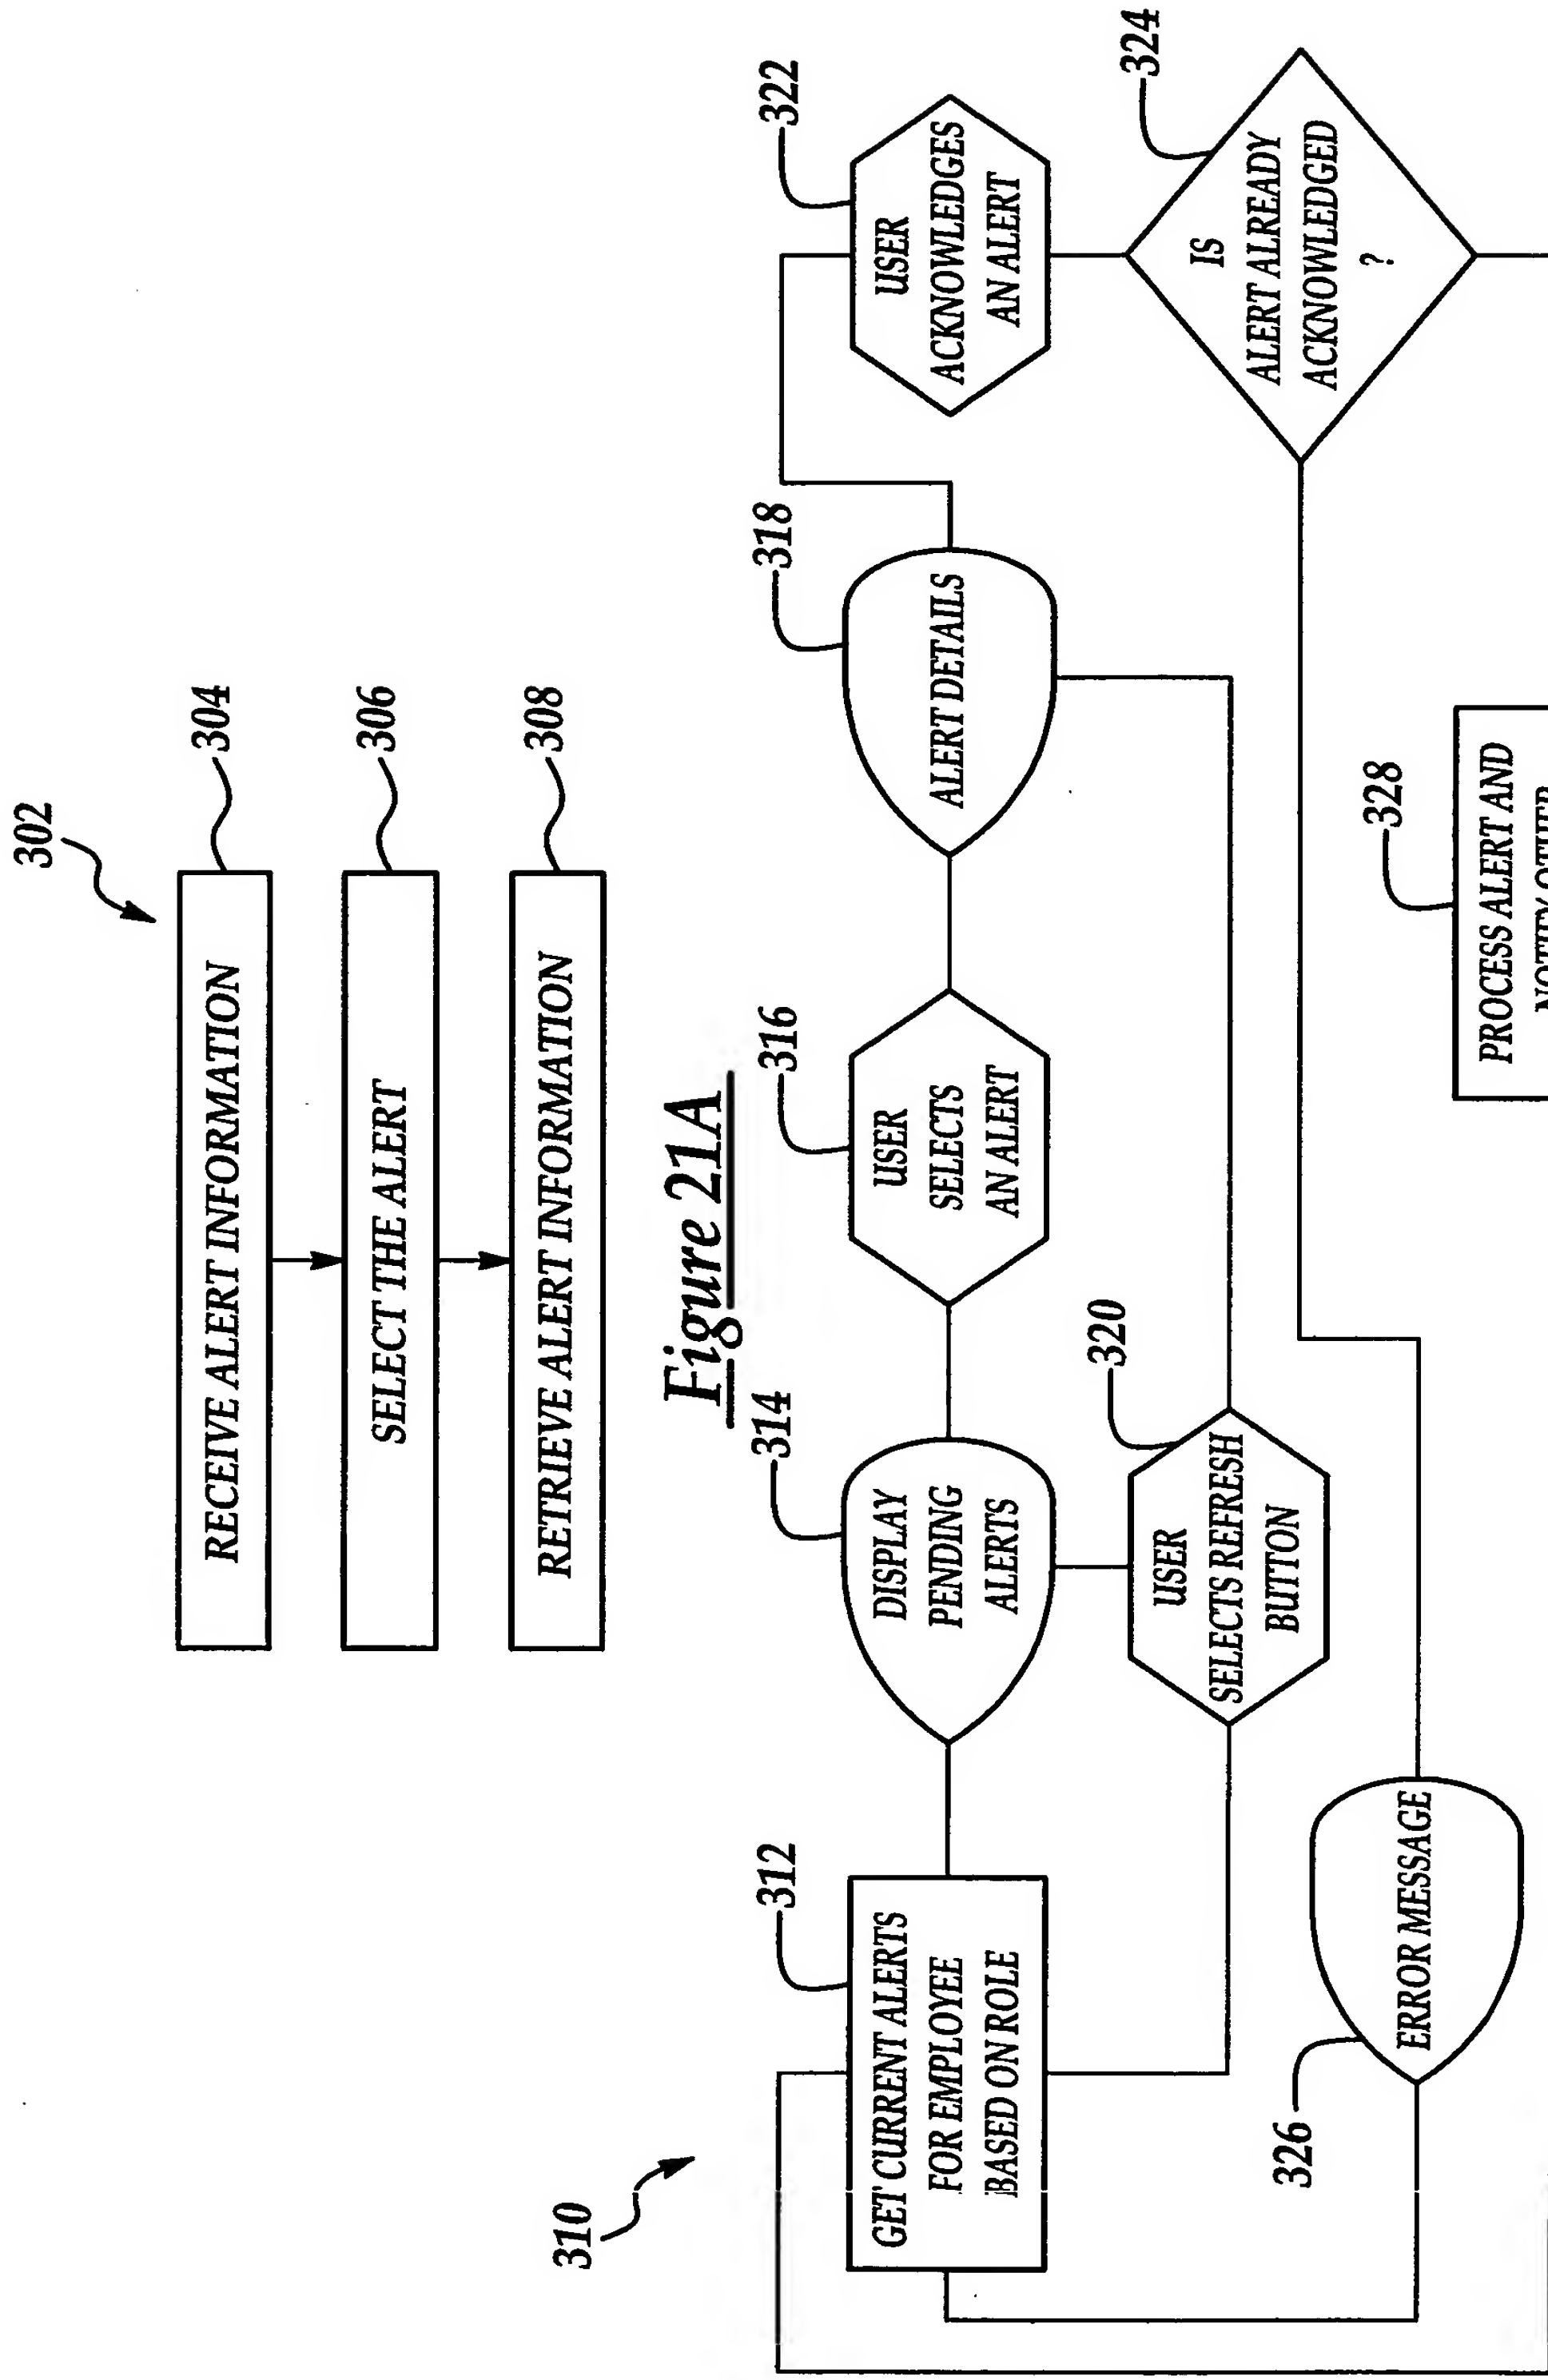 302
RECEIVE ALERT INFORMATION
304
SELECT THE ALERT
306
RETRIEVE ALERT INFORMATION
308
Figure 21A
310
312
GET CURRENT ALERTS
FOR EMPLOYEE
BASED ON ROLE
314
DISPLAY
PENDING
ALERTS
316
USER
SELECTS
AN ALERT
318
ALERT DETAILS
322
USER
ACKNOWLEDGES
AN ALERT
320
USER
SELECTS REFRESH
BUTTON
324
IS
ALERT ALREADY
ACKNOWLEDGED
?
326
ERROR MESSAGE
328
PROCESS ALERT AND
NOTIFY OTHER